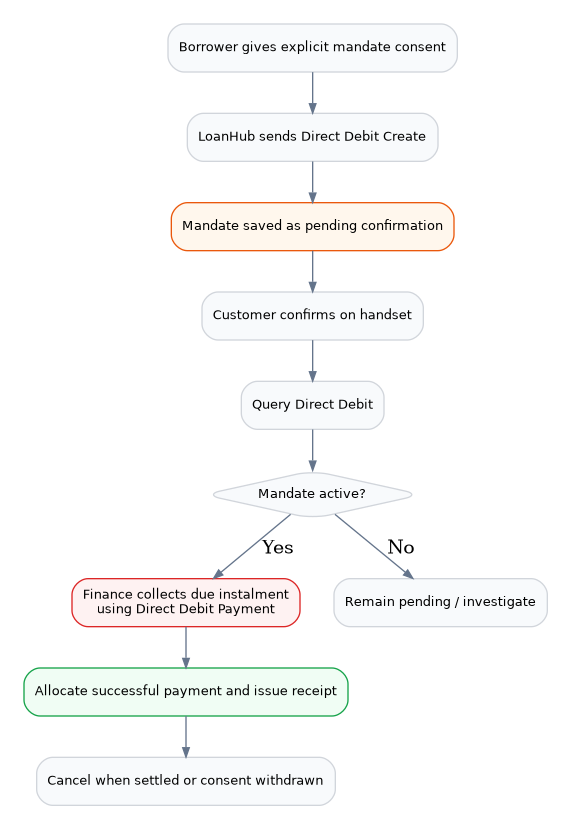 Borrower gives explicit mandate consent
LoanHub sends Direct Debit Create
Mandate saved as pending confirmation
Customer confirms on handset
Query Direct Debit
Mandate active?
Yes
No
Finance collects due instalment
using Direct Debit Payment
Remain pending / investigate
Allocate successful payment and issue receipt
Cancel when settled or consent withdrawn